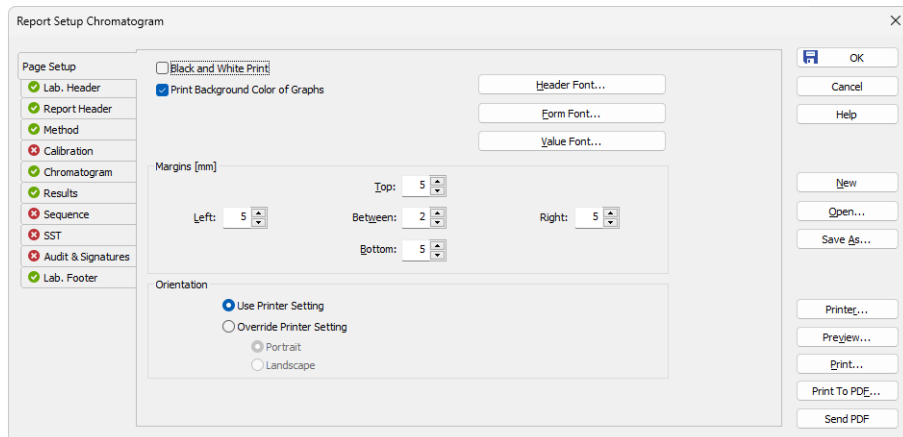 Report Setup Chromatogram
Page Setup
Lab. Header
Report Header
Method
Calibration
Chromatogram
Results
Sequence
SST
Audit & Signatures
Lab. Footer
Black and White Print
Print Background Color of Graphs
Header Font...
Form Font...
Value Font...
Margins [mm]
Top: 5
Left: 5 Between: 2 Right: 5
Bottom: 5
Orientation
Use Printer Setting
Override Printer Setting
Portrait
Landscape
OK
Cancel
Help
New
Open...
Save As...
Printer...
Preview...
Print...
Print To PDF...
Send PDF